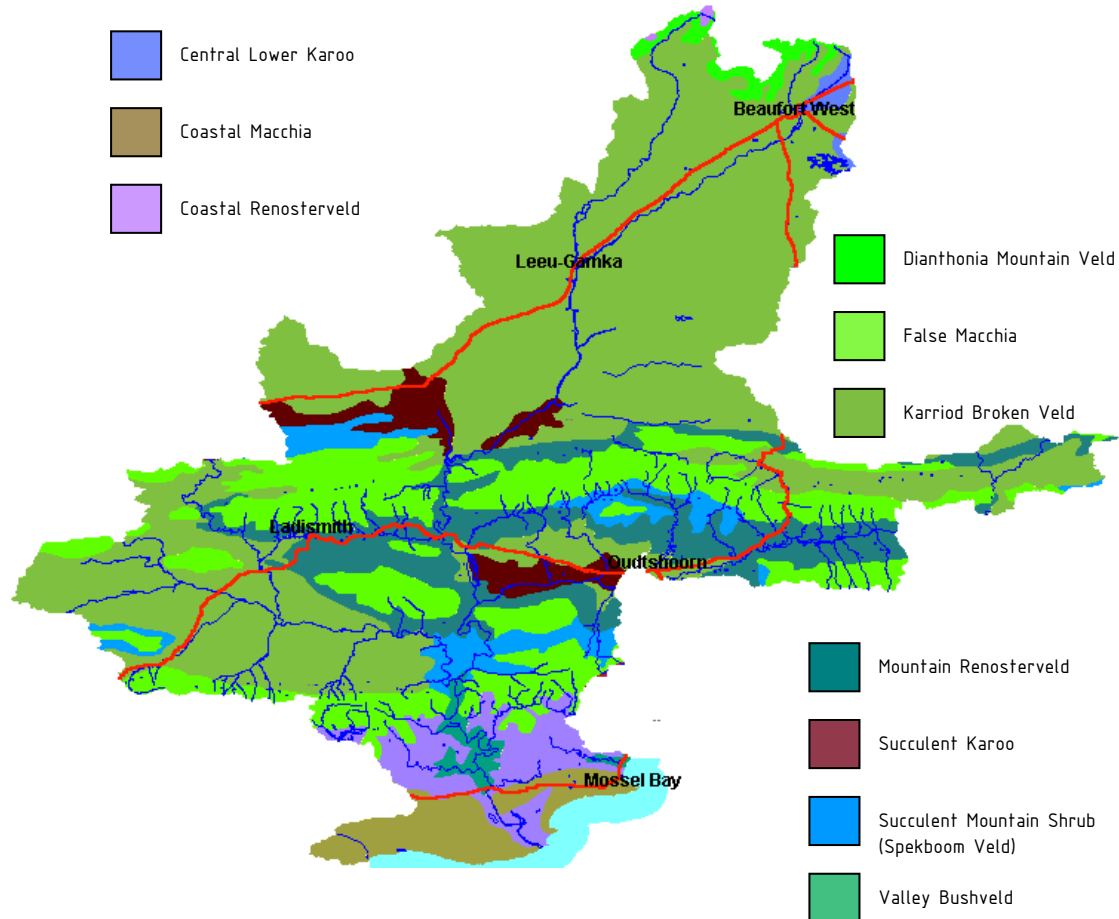 Central Lower Karoo
Coastal Macchia
Coastal Renosterveld
Beaufort West
Leeu-Gamka
Dianthonia Mountain Veld
False Macchia
Karriod Broken Veld
Ladismith
Oudtshoorn
Mountain Renosterveld
Succulent Karoo
Mossel Bay
Succulent Mountain Shrub
(Spekboom Veld)
Valley Bushveld